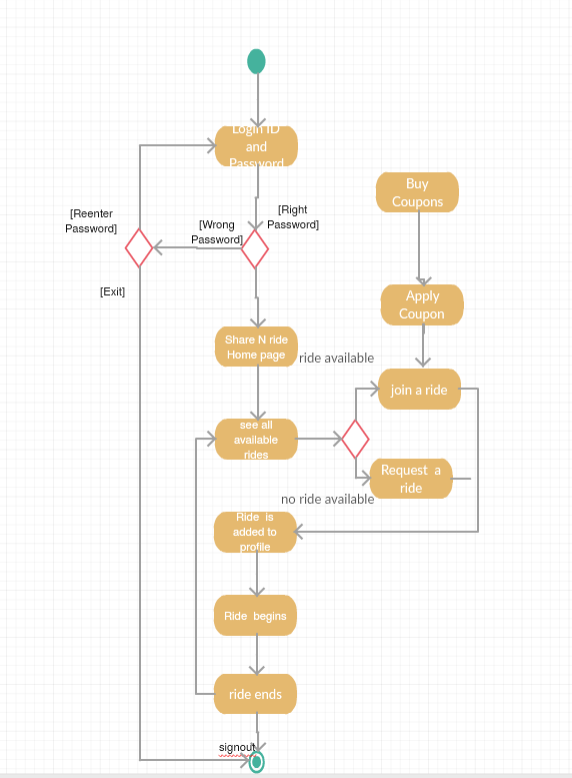 Login ID
and
Password
Buy
Coupons
[Reenter
Password]
[Wrong
Password]
[Right
Password]
[Exit]
Apply
Coupon
Share N ride
Home page
ride available
join a ride
see all
available
rides
Request a
ride
no ride available
Ride is
added to
profile
Ride begins
ride ends
signout